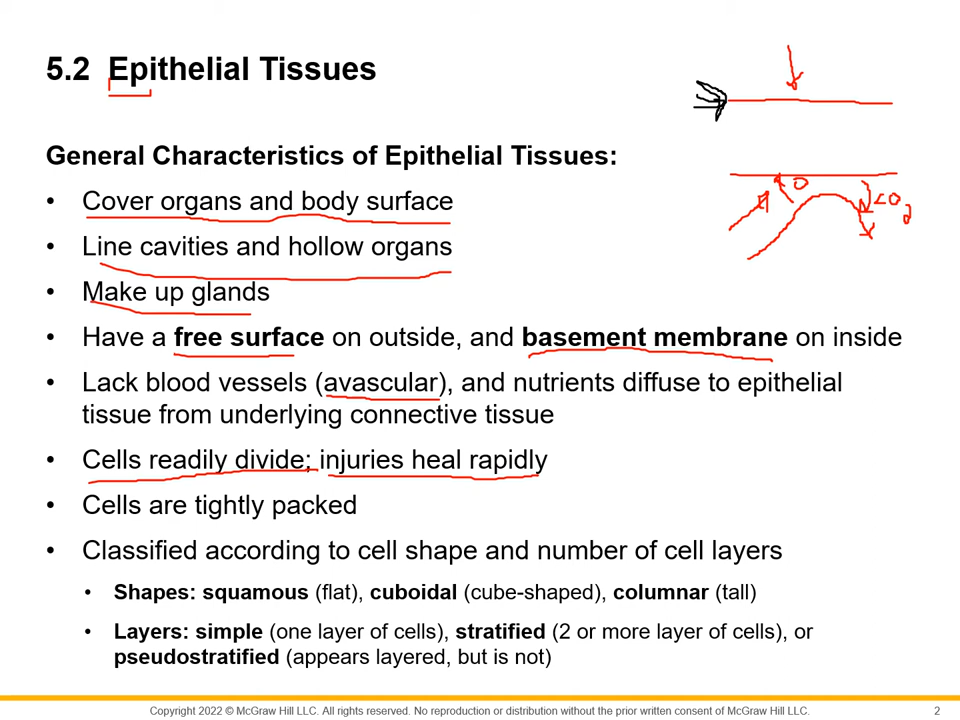 5.2 Epithelial Tissues
General Characteristics of Epithelial Tissues:
• Cover organs and body surface
• Line cavities and hollow organs
• Make up glands
• Have a free surface on outside, and basement membrane on inside
• Lack blood vessels (avascular), and nutrients diffuse to epithelial
tissue from underlying connective tissue
• Cells readily divide; injuries heal rapidly
• Cells are tightly packed
• Classified according to cell shape and number of cell layers
• Shapes: squamous (flat), cuboidal (cube-shaped), columnar (tall)
• Layers: simple (one layer of cells), stratified (2 or more layer of cells), or
pseudostratified (appears layered, but is not)
O
CO2
Copyright 2022 © McGraw Hill LLC. All rights reserved. No reproduction or distribution without the prior written consent of McGraw Hill LLC.
2